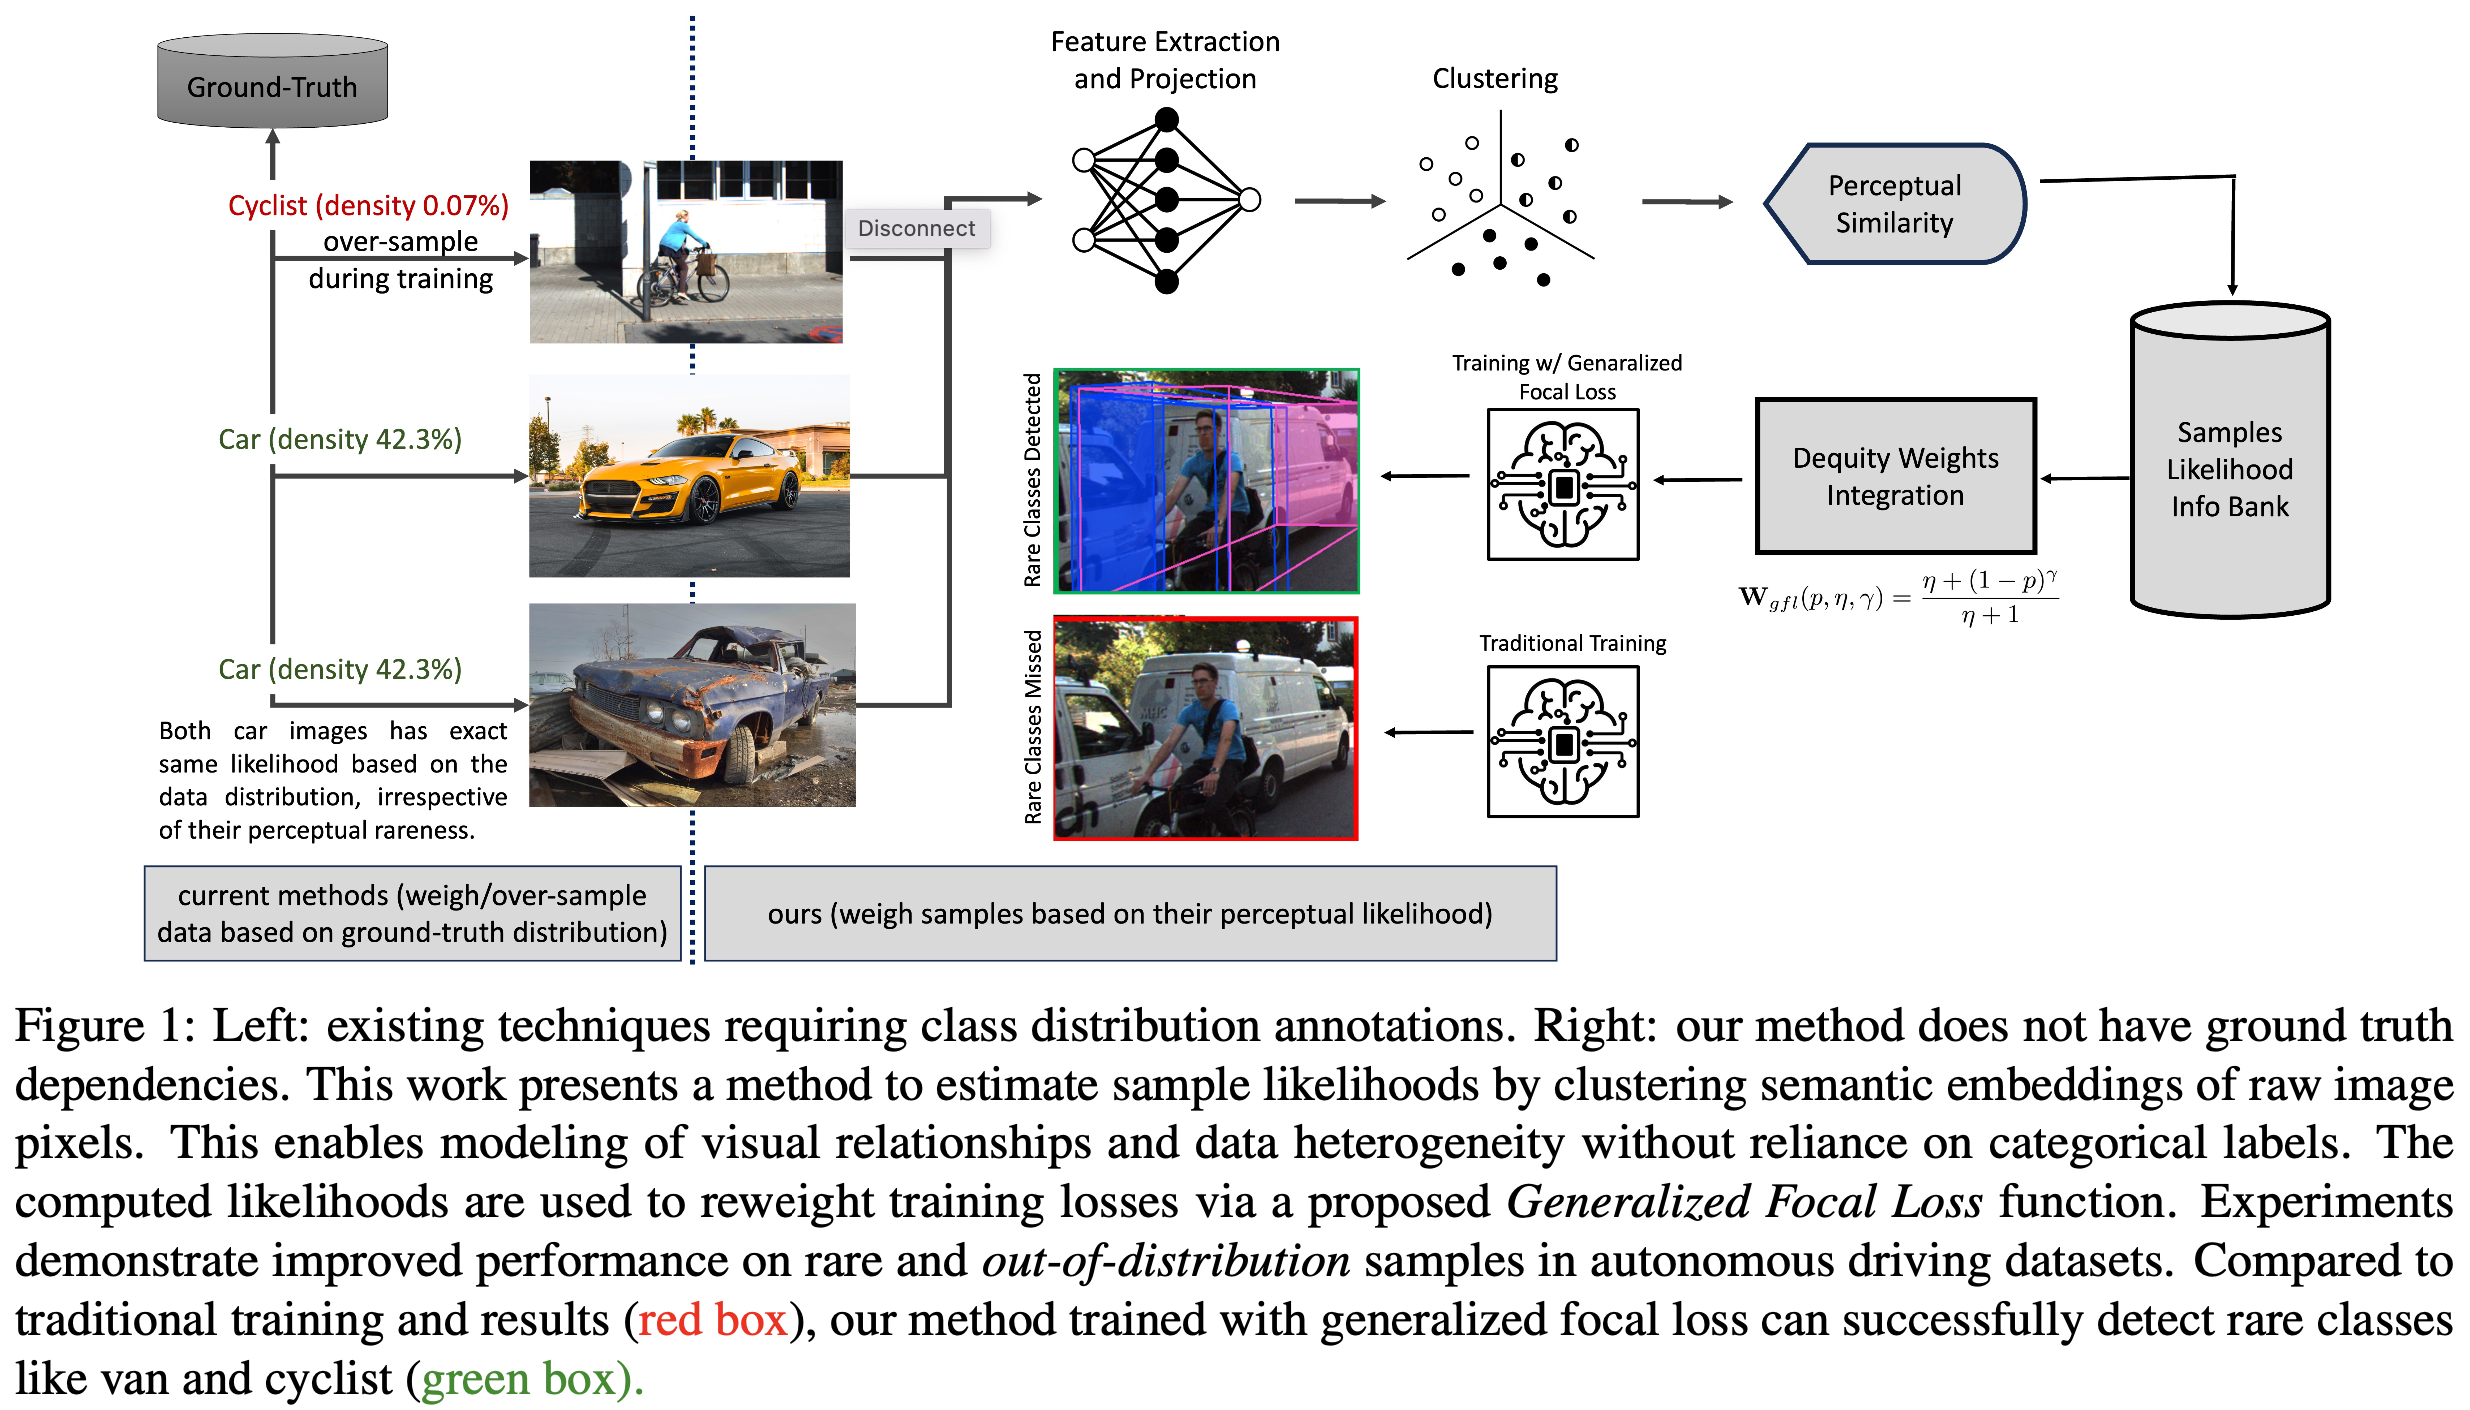 Ground-Truth
Cyclist (density 0.07%)
over-sample
during training
Car (density 42.3%)
Car (density 42.3%)
Both car images has exact
same likelihood based on the
data distribution, irrespective
of their perceptual rareness.
current methods (weigh/over-sample
data based on ground-truth distribution)
Disconnect
Feature Extraction
and Projection
Clustering
Perceptual
Similarity
Samples
Likelihood
Info Bank
Dequity Weights
Integration
W_{gfl}(p, η, γ) = \frac{η + (1 − p)^γ}{η + 1}
Training w/ Genaralized
Focal Loss
Rare Classes Detected
Traditional Training
Rare Classes Missed
MHC
ours (weigh samples based on their perceptual likelihood)
Figure 1: Left: existing techniques requiring class distribution annotations. Right: our method does not have ground truth
dependencies. This work presents a method to estimate sample likelihoods by clustering semantic embeddings of raw image
pixels. This enables modeling of visual relationships and data heterogeneity without reliance on categorical labels. The
computed likelihoods are used to reweight training losses via a proposed Generalized Focal Loss function. Experiments
demonstrate improved performance on rare and out-of-distribution samples in autonomous driving datasets. Compared to
traditional training and results (red box), our method trained with generalized focal loss can successfully detect rare classes
like van and cyclist (green box).